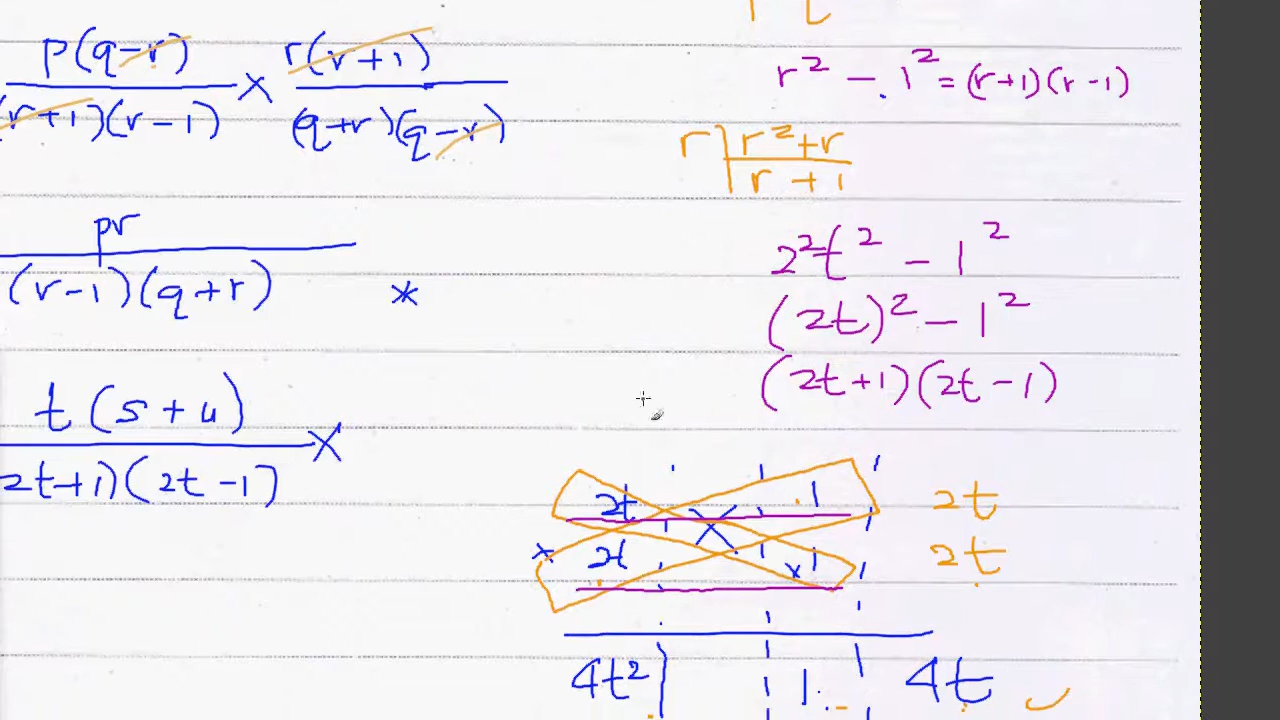 p(q-r) × r(r+1)
(r+1)(r-1) (q+r)(q-r)
pr
(r-1)(q+r) *
t(s+u) ×
2t+1)(2t-1)
r² - 1² = (r+1)(r-1)
r r²+r
r + 1
2²t² - 1²
(2t)² - 1²
(2t+1)(2t-1)
2t 1 2t
2t 1 2t
4t² 1 4t